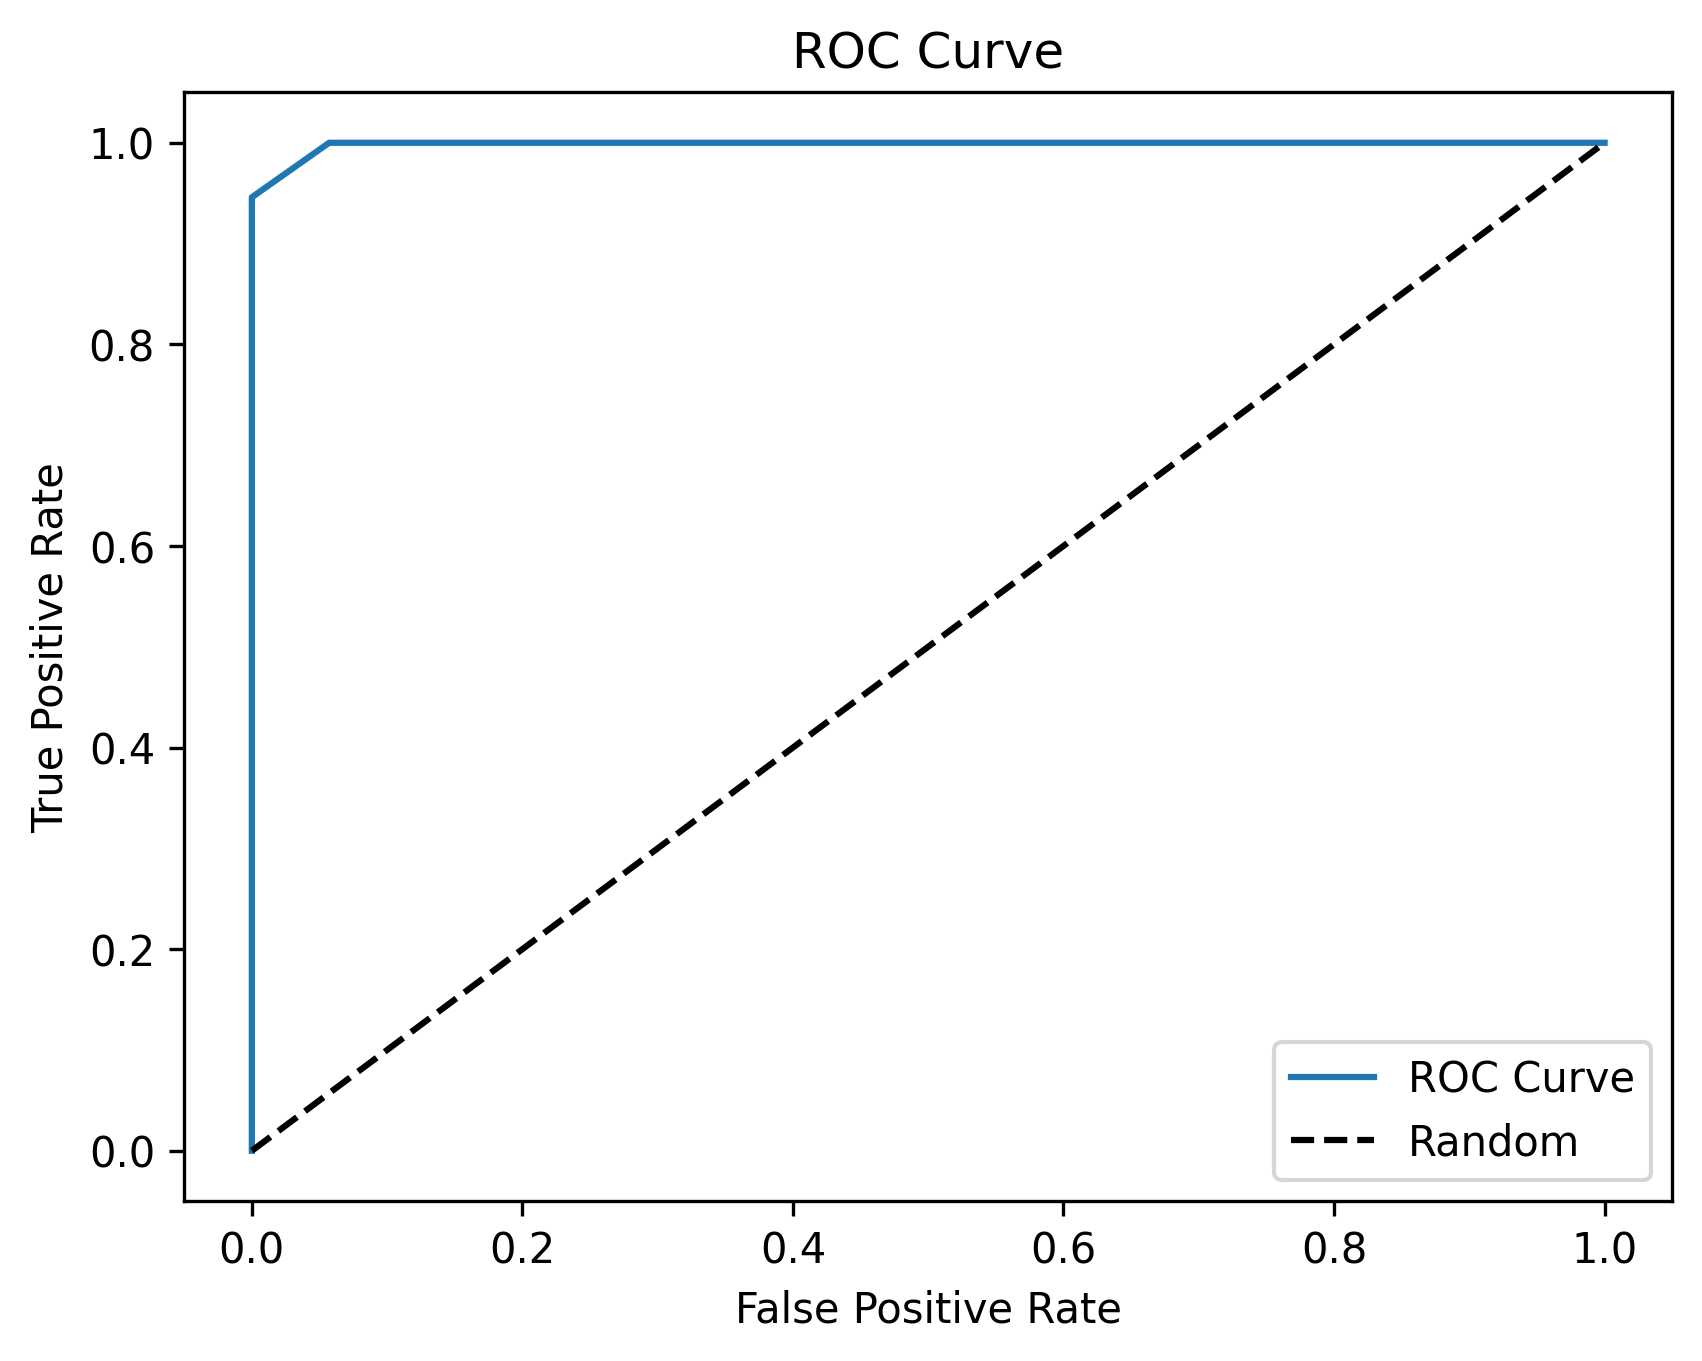 ROC Curve
1.0
0.8
0.6
0.4
0.2
0.0
True Positive Rate
0.0 0.2 0.4 0.6 0.8 1.0
False Positive Rate
ROC Curve
Random